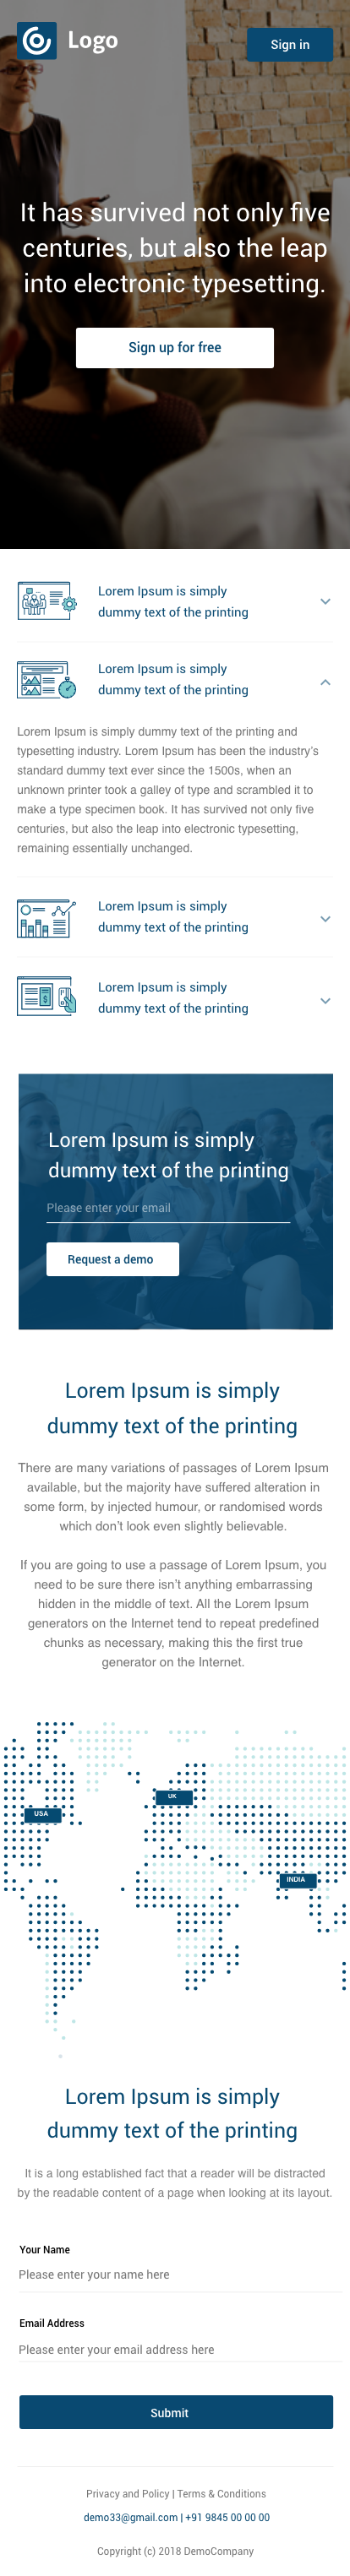 Logo
Sign in
It has survived not only five
centuries, but also the leap
into electronic typesetting.
Sign up for free
Lorem Ipsum is simply
dummy text of the printing
Lorem Ipsum is simply
dummy text of the printing
Lorem Ipsum is simply dummy text of the printing and
typesetting industry. Lorem Ipsum has been the industry's
standard dummy text ever since the 1500s, when an
unknown printer took a galley of type and scrambled it to
make a type specimen book. It has survived not only five
centuries, but also the leap into electronic typesetting,
remaining essentially unchanged.
Lorem Ipsum is simply
dummy text of the printing
Lorem Ipsum is simply
dummy text of the printing
Lorem Ipsum is simply
dummy text of the printing
Please enter your email
Request a demo
Lorem Ipsum is simply
dummy text of the printing
There are many variations of passages of Lorem Ipsum
available, but the majority have suffered alteration in
some form, by injected humour, or randomised words
which don't look even slightly believable.
If you are going to use a passage of Lorem Ipsum, you
need to be sure there isn't anything embarrassing
hidden in the middle of text. All the Lorem Ipsum
generators on the Internet tend to repeat predefined
chunks as necessary, making this the first true
generator on the Internet.
UK
USA
INDIA
Lorem Ipsum is simply
dummy text of the printing
It is a long established fact that a reader will be distracted
by the readable content of a page when looking at its layout.
Your Name
Please enter your name here
Email Address
Please enter your email address here
Submit
Privacy and Policy | Terms & Conditions
demo33@gmail.com | +91 9845 00 00 00
Copyright (c) 2018 DemoCompany